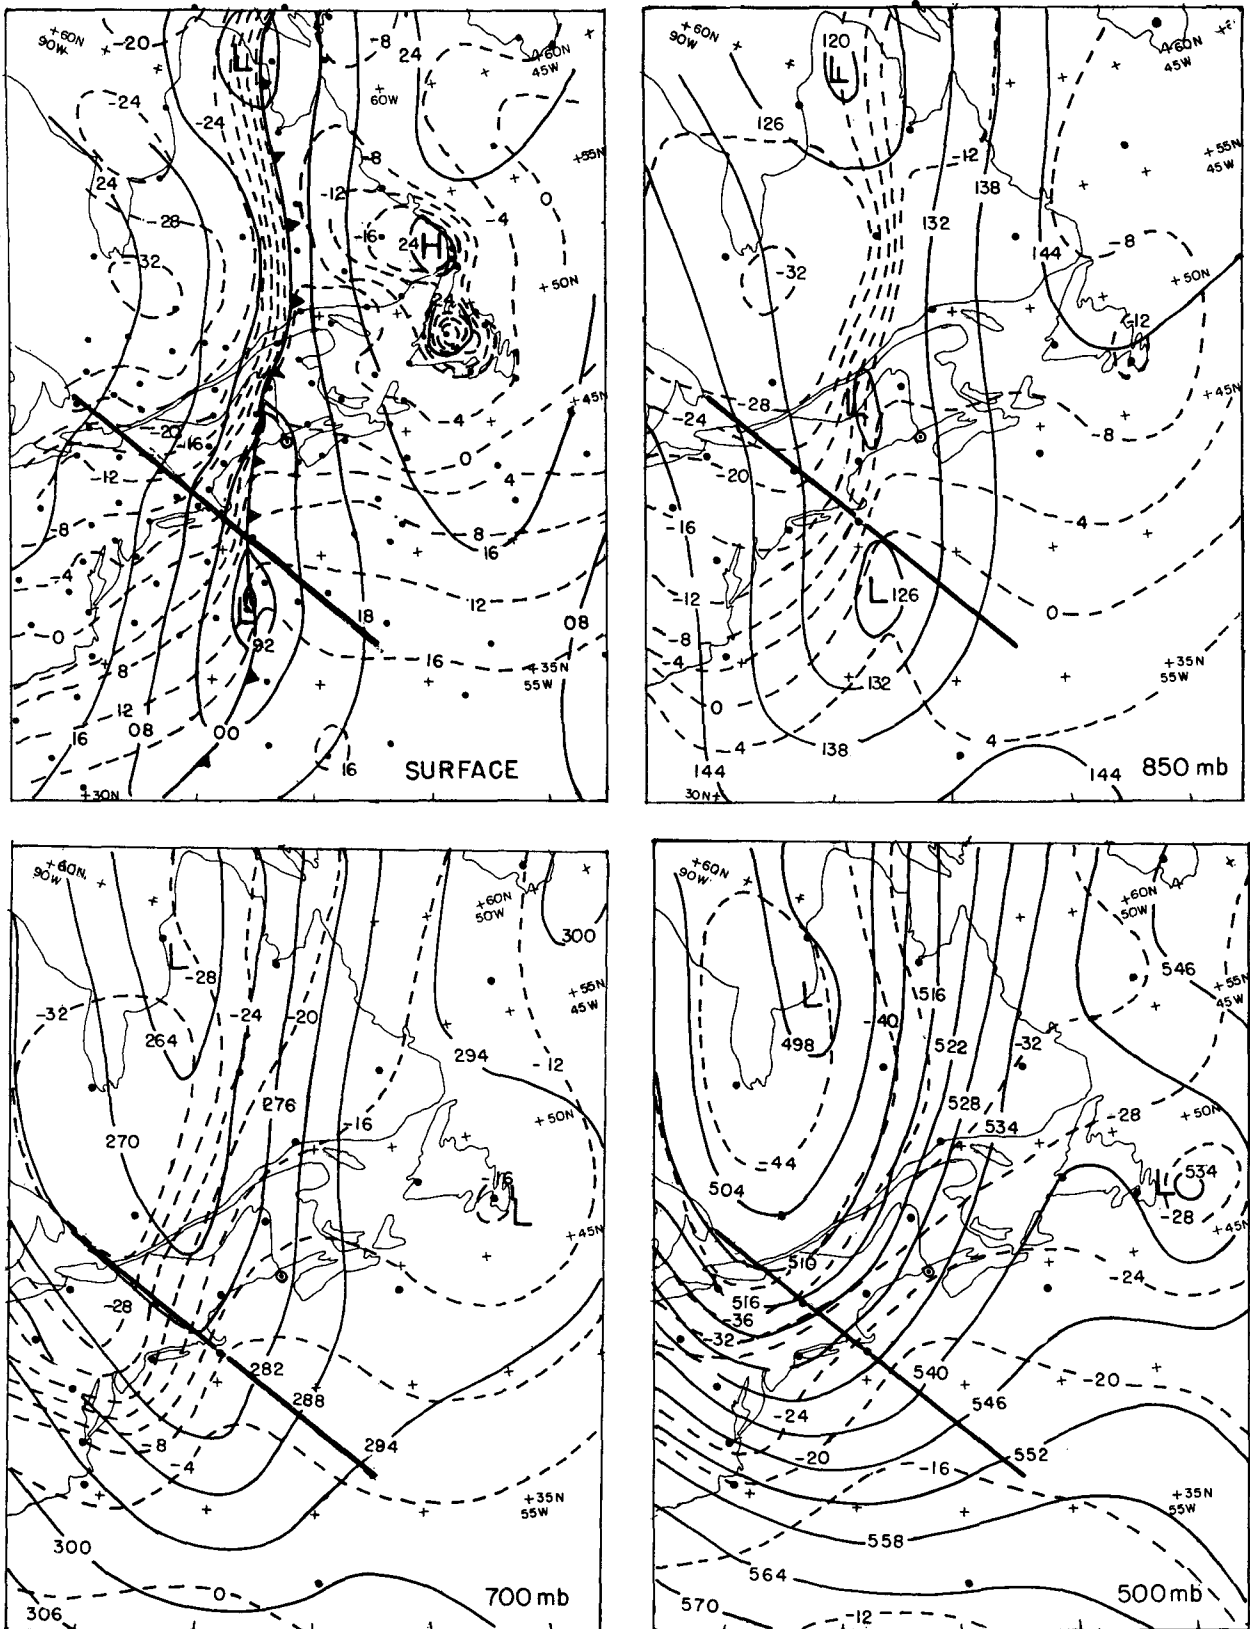 -20
-8
24
+60N
90W
+60N
45W
+60W
-24
-24
+55N
-8
24
-12
-4
0
-28
-16
24 H
-32
+50N
24
+45N
-4
-20
-16
-12
0
4
-8
8
16
-4
12
18
08
0
92
16
8
+35N
55W
12
16
08
00
16
+30N
SURFACE
+60N
90W
120
+60N
45W
126
-12
+55N
45W
138
132
-8
144
-32
+50N
-12
L
+45N
-28
-24
-8
-20
-16
-4
L 126
-12
0
-8
-4
+35N
55W
132
0
4
4
138
144
144
850 mb
30N+
+60N
90W
+60N
50W
300
L
-28
+55N
45W
-32
-24
-20
264
294
-12
276
+50N
-16
270
-16
L
+45N
-28
282
288
-8
294
-4
+35N
55W
300
0
306
700mb
+60N
90W
+60N
50W
546
+55N
45W
L
516
-40
498
522
-32
528
-28
+50N
534
-44
504
L 534
-28
+45N
510
-24
516
-36
-32
540
-20
546
-24
-20
552
-16
+35N
55W
558
564
570
-12
500mb